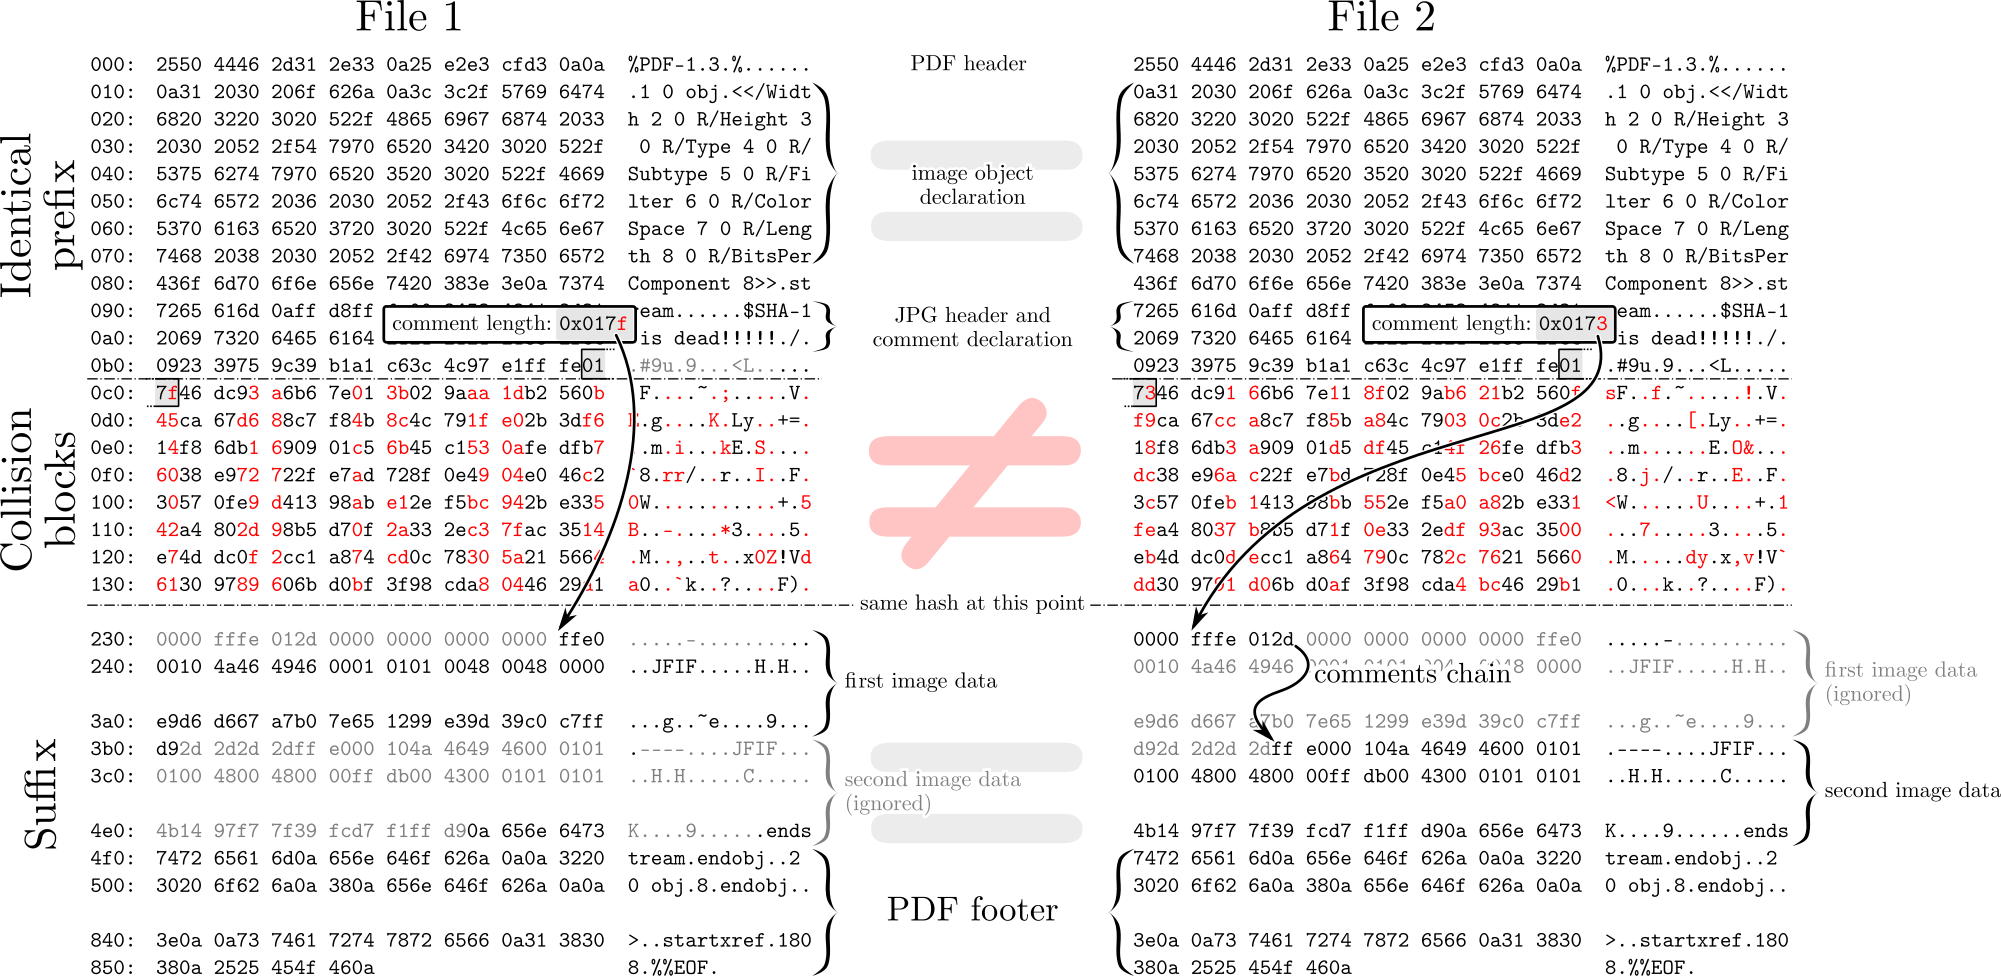 File 1
File 2
Identical prefix
000: 2550 4446 2d31 2e33 0a25 e2e3 cfd3 0a0a %PDF-1.3.%......
010: 0a31 2030 206f 626a 0a3c 3c2f 5769 6474 .1 0 obj.<</Widt
020: 6820 3220 3020 522f 4865 6967 6874 2033 h 2 0 R/Height 3
030: 2030 2052 2f54 7970 6520 3420 3020 522f 0 R/Type 4 0 R/
040: 5375 6274 7970 6520 3520 3020 522f 4669 Subtype 5 0 R/Fi
050: 6c74 6572 2036 2030 2052 2f43 6f6c 6f72 lter 6 0 R/Color
060: 5370 6163 6520 3720 3020 522f 4c65 6e67 Space 7 0 R/Leng
070: 7468 2038 2030 2052 2f42 6974 7350 6572 th 8 0 R/BitsPer
080: 436f 6d70 6f6e 656e 7420 383e 3e0a 7374 Component 8>>.st
090: 7265 616d 0aff d8ff ream......$SHA-1
0a0: 2069 7320 6465 6164 is dead!!!!!./.
comment length: 0x017f
0b0: 0923 3975 9c39 b1a1 c63c 4c97 e1ff fe01 .#9u.9...<L.....
Collision blocks
0c0: 7f46 dc93 a6b6 7e01 3b02 9aaa 1db2 560b .F....~.;.....V.
0d0: 45ca 67d6 88c7 f84b 8c4c 791f e02b 3df6 E.g....K.Ly..+=.
0e0: 14f8 6db1 6909 01c5 6b45 c153 0afe dfb7 .m.i...kE.S....
0f0: 6038 e972 722f e7ad 728f 0e49 04e0 46c2 `8.rr/..r..I..F.
100: 3057 0fe9 d413 98ab e12e f5bc 942b e335 0W...........+.5
110: 42a4 802d 98b5 d70f 2a33 2ec3 7fac 3514 B..-....*3....5.
120: e74d dc0f 2cc1 a874 cd0c 7830 5a21 5664 .M..,..t..x0Z!Vd
130: 6130 9789 606b d0bf 3f98 cda8 0446 29a1 a0..`k..?....F).
Suffix
230: 0000 fffe 012d 0000 0000 0000 0000 ffe0 .....-..........
240: 0010 4a46 4946 0001 0101 0048 0048 0000 ..JFIF.....H.H..
3a0: e9d6 d667 a7b0 7e65 1299 e39d 39c0 c7ff ...g..~e....9...
3b0: d92d 2d2d 2dff e000 104a 4649 4600 0101 .----....JFIF...
3c0: 0100 4800 4800 00ff db00 4300 0101 0101 ..H.H.....C.....
4e0: 4b14 97f7 7f39 fcd7 f1ff d90a 656e 6473 K....9......ends
4f0: 7472 6561 6d0a 656e 646f 626a 0a0a 3220 tream.endobj..2
500: 3020 6f62 6a0a 380a 656e 646f 626a 0a0a 0 obj.8.endobj..
840: 3e0a 0a73 7461 7274 7872 6566 0a31 3830 >..startxref.180
850: 380a 2525 454f 460a 8.%%EOF.
PDF header
image object
declaration
JPG header and
comment declaration
same hash at this point
first image data
second image data
(ignored)
PDF footer
2550 4446 2d31 2e33 0a25 e2e3 cfd3 0a0a %PDF-1.3.%......
0a31 2030 206f 626a 0a3c 3c2f 5769 6474 .1 0 obj.<</Widt
6820 3220 3020 522f 4865 6967 6874 2033 h 2 0 R/Height 3
2030 2052 2f54 7970 6520 3420 3020 522f 0 R/Type 4 0 R/
5375 6274 7970 6520 3520 3020 522f 4669 Subtype 5 0 R/Fi
6c74 6572 2036 2030 2052 2f43 6f6c 6f72 lter 6 0 R/Color
5370 6163 6520 3720 3020 522f 4c65 6e67 Space 7 0 R/Leng
7468 2038 2030 2052 2f42 6974 7350 6572 th 8 0 R/BitsPer
436f 6d70 6f6e 656e 7420 383e 3e0a 7374 Component 8>>.st
7265 616d 0aff d8ff eam......$SHA-1
2069 7320 6465 6164 is dead!!!!!./.
comment length: 0x0173
0923 3975 9c39 b1a1 c63c 4c97 e1ff fe01 .#9u.9...<L.....
7346 dc91 66b6 7e11 8f02 9ab6 21b2 560f sF..f.~.....!.V.
f9ca 67cc a8c7 f85b a84c 7903 0c2b 3de2 ..g....[.Ly..+=.
18f8 6db3 a909 01d5 df45 c14f 26fe dfb3 ..m......E.O&...
dc38 e96a c22f e7bd 728f 0e45 bce0 46d2 .8.j./..r..E..F.
3c57 0feb 1413 98bb 552e f5a0 a82b e331 <W......U....+.1
fea4 8037 b8b5 d71f 0e33 2edf 93ac 3500 ...7.....3....5.
eb4d dc0d ecc1 a864 790c 782c 7621 5660 .M.....dy.x,v!V`
dd30 9791 d06b d0af 3f98 cda4 bc46 29b1 .0...k..?....F).
0000 fffe 012d 0000 0000 0000 0000 ffe0 .....-..........
0010 4a46 4946 0048 0000 ..JFIF.....H.H..
comments chain
e9d6 d667 a7b0 7e65 1299 e39d 39c0 c7ff ...g..~e....9...
d92d 2d2d 2dff e000 104a 4649 4600 0101 .----....JFIF...
0100 4800 4800 00ff db00 4300 0101 0101 ..H.H.....C.....
4b14 97f7 7f39 fcd7 f1ff d90a 656e 6473 K....9......ends
7472 6561 6d0a 656e 646f 626a 0a0a 3220 tream.endobj..2
3020 6f62 6a0a 380a 656e 646f 626a 0a0a 0 obj.8.endobj..
3e0a 0a73 7461 7274 7872 6566 0a31 3830 >..startxref.180
380a 2525 454f 460a 8.%%EOF.
first image data
(ignored)
second image data